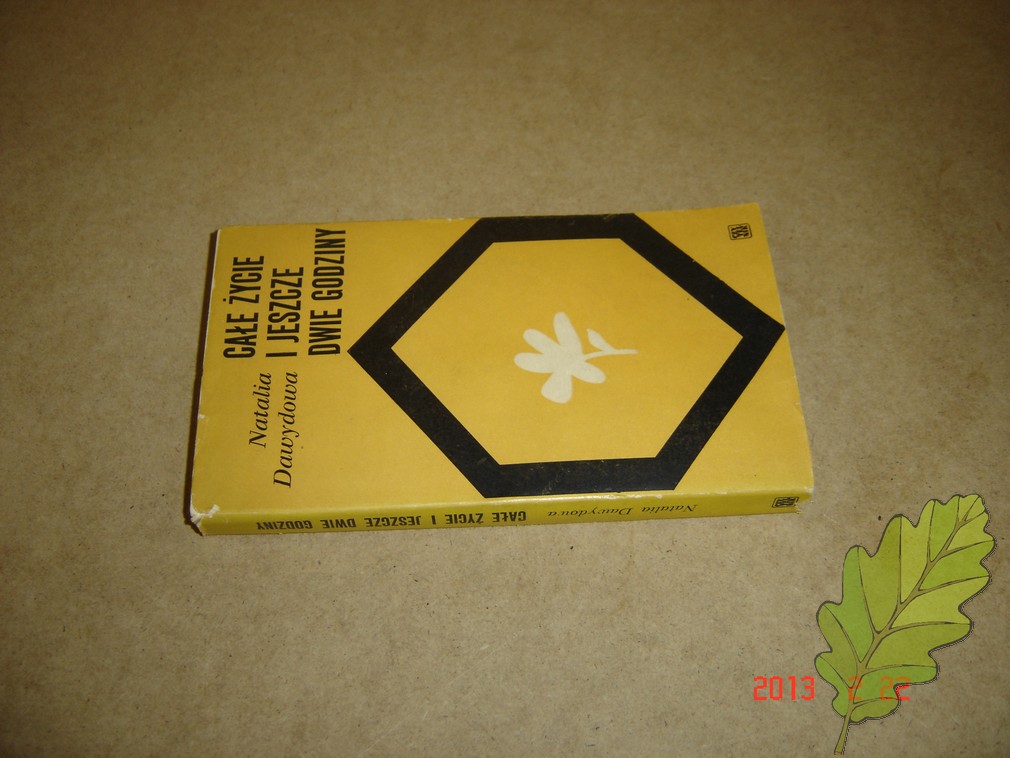 CAŁE ŻYCIE
I JESZCZE
DWIE GODZINY
Natalia
Dawydowa
Natalia Dawydowa
CAŁE ŻYCIE I JESZCZE DWIE GODZINY
2013 2 22